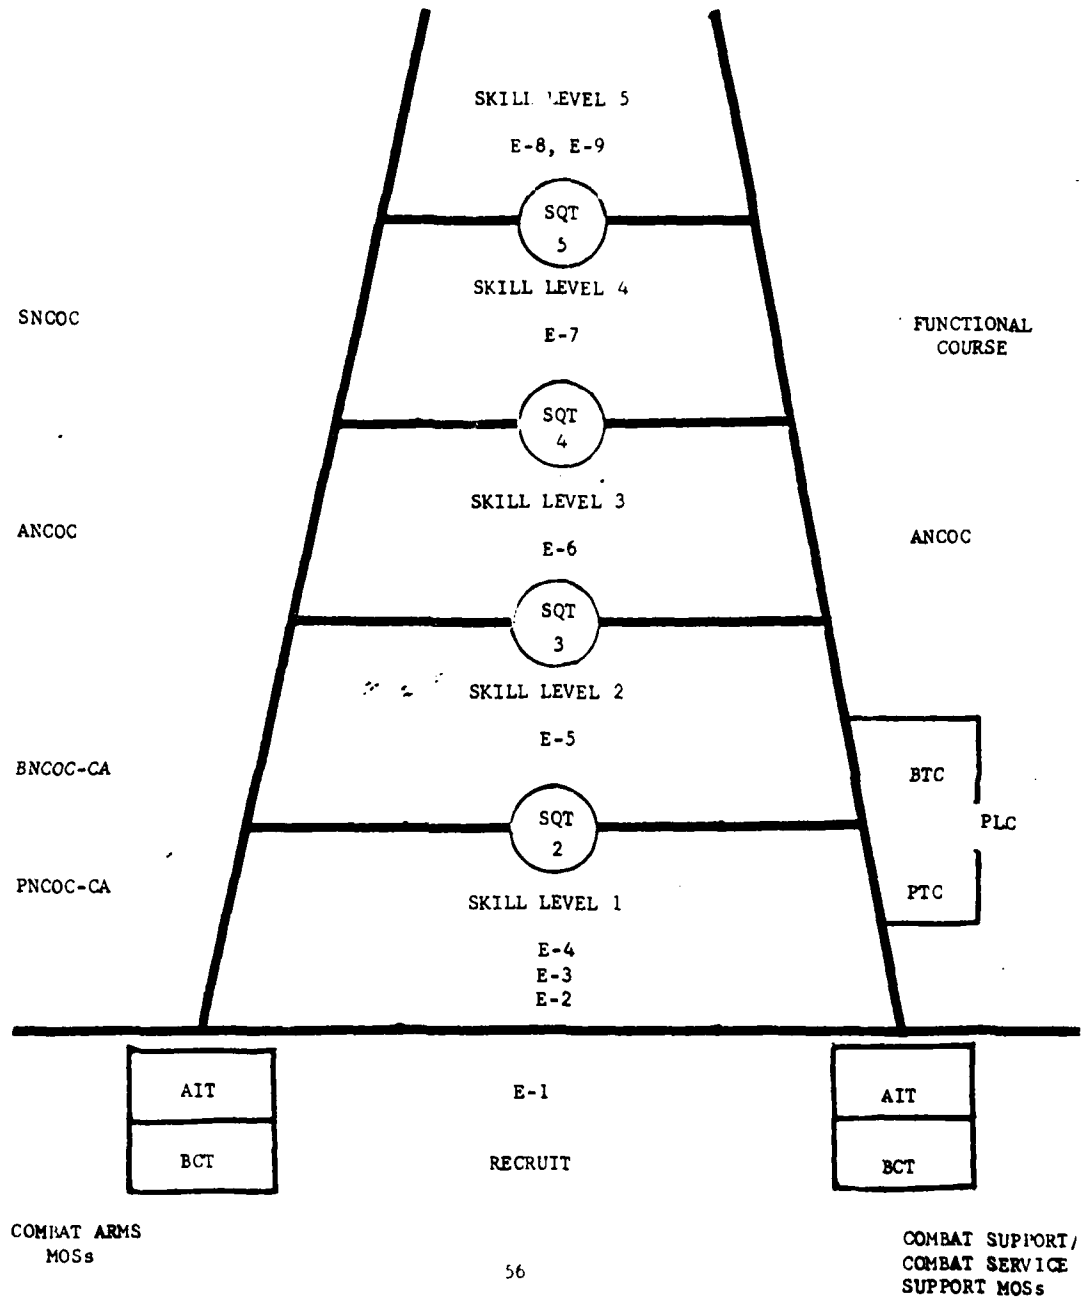 SKILL LEVEL 5
E-8, E-9
SQT
5
SKILL LEVEL 4
SNCOC
E-7
FUNCTIONAL
COURSE
SQT
4
SKILL LEVEL 3
ANCOC
E-6
ANCOC
SQT
3
SKILL LEVEL 2
E-5
BNCOC-CA
BTC
SQT
2
PLC
PNCOC-CA
SKILL LEVEL 1
PTC
E-4
E-3
E-2
AIT
E-1
AIT
BCT
RECRUIT
BCT
COMBAT ARMS
MOSs
COMBAT SUPPORT/
COMBAT SERVICE
SUPPORT MOSs
56